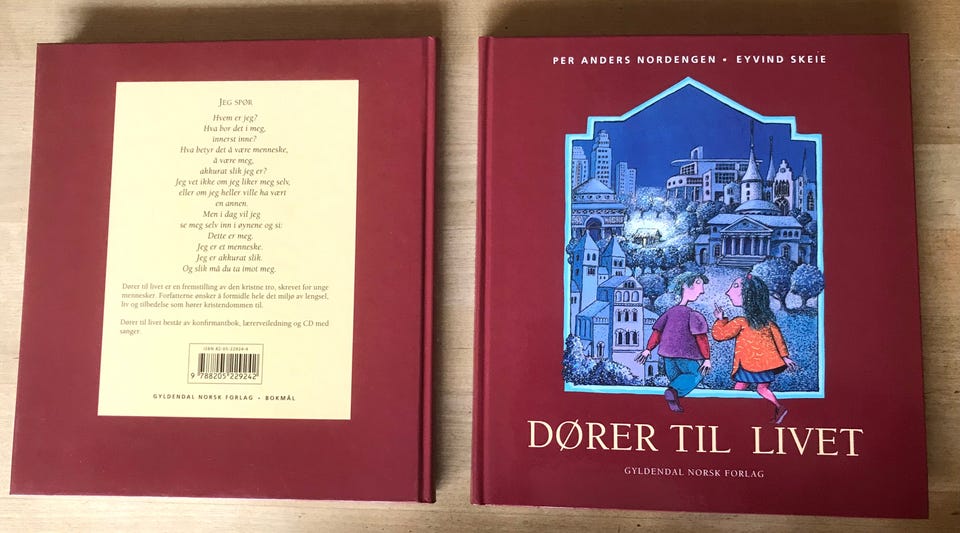 JEG SPØR
Hvem er jeg?
Hva bor det i meg,
innerst inne?
Hva betyr det å være menneske,
å være meg,
akkurat slik jeg er?
Jeg vet ikke om jeg liker meg selv,
eller om jeg heller ville ha vært
en annen.
Men i dag vil jeg
se meg selv inn i øynene og si:
Dette er meg.
Jeg er et menneske.
Jeg er akkurat slik.
Og slik må du ta imot meg.
Dører til livet er en fremstilling av den kristne tro, skrevet for unge
mennesker. Forfatterne ønsker å formidle hele det miljø av lengsel,
liv og tilbedelse som hører kristendommen til.
Dører til livet består av konfirmantbok, lærerveiledning og CD med
sanger.
ISBN 82-05-22924-4
9 788205 229242
GYLDENDAL NORSK FORLAG • BOKMÅL
PER ANDERS NORDENGEN • EYVIND SKEIE
DØRER TIL LIVET
GYLDENDAL NORSK FORLAG